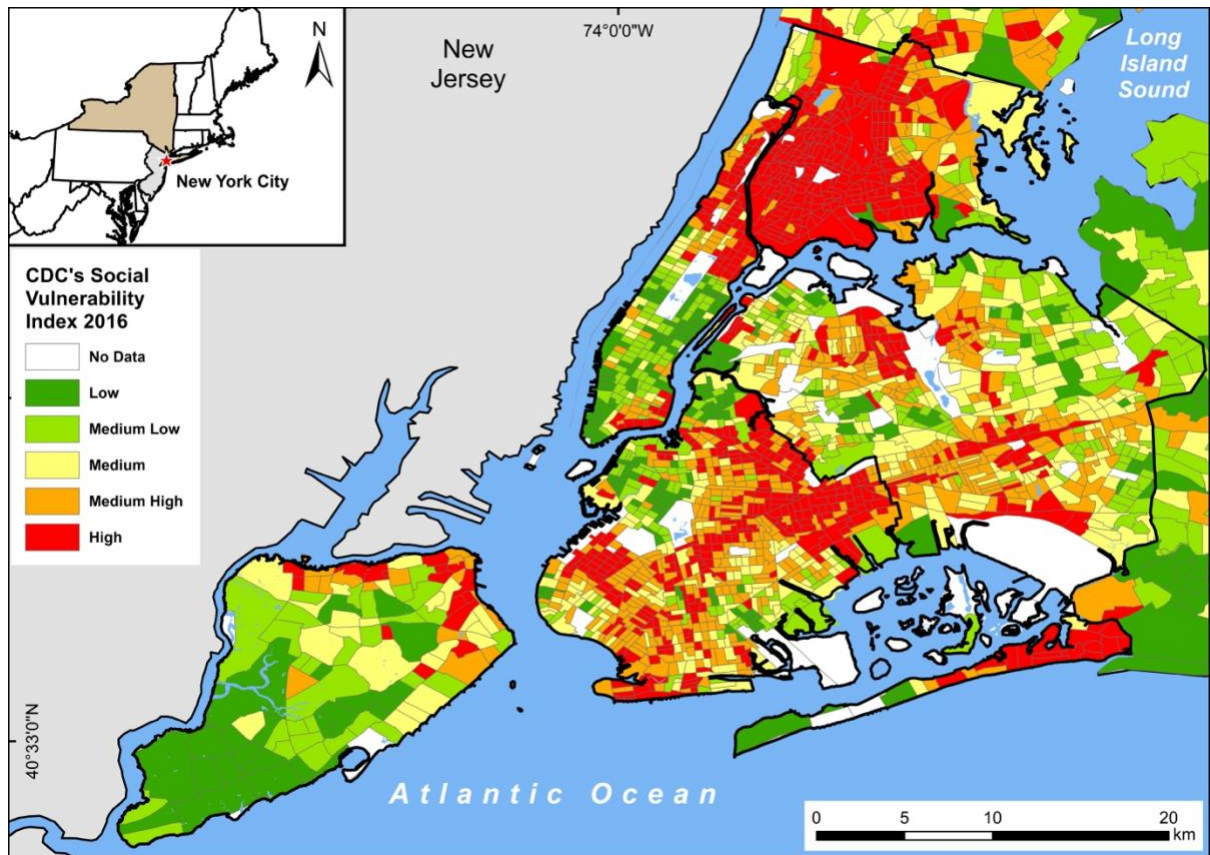 N
New York City
New
Jersey
74°0'0"W
Long
Island
Sound
CDC's Social
Vulnerability
Index 2016
No Data
Low
Medium Low
Medium
Medium High
High
40°33'0"N
Atlantic Ocean
0 5 10 20
km